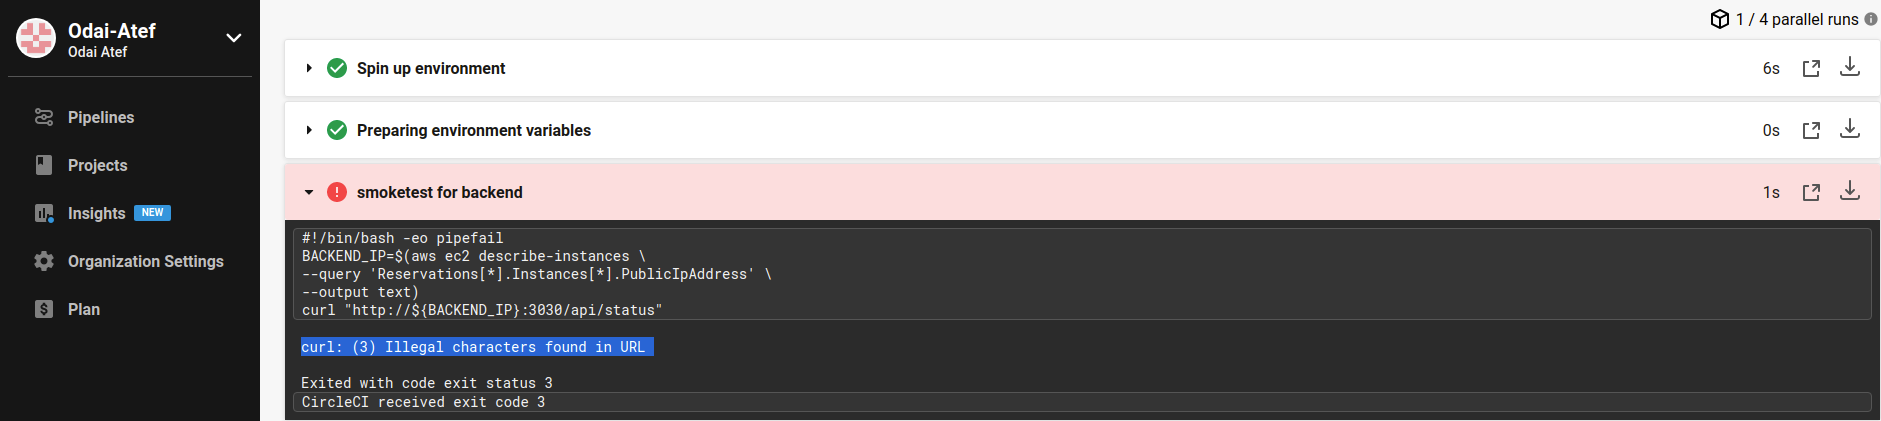 Odai-Atef
Odai Atef
Pipelines
Projects
Insights NEW
Organization Settings
Plan
1 / 4 parallel runs
Spin up environment 6s
Preparing environment variables 0s
smoketest for backend 1s
#!/bin/bash -eo pipefail
BACKEND_IP=$(aws ec2 describe-instances \
--query 'Reservations[*].Instances[*].PublicIpAddress' \
--output text)
curl "http://${BACKEND_IP}:3030/api/status"
curl: (3) Illegal characters found in URL
Exited with code exit status 3
CircleCI received exit code 3